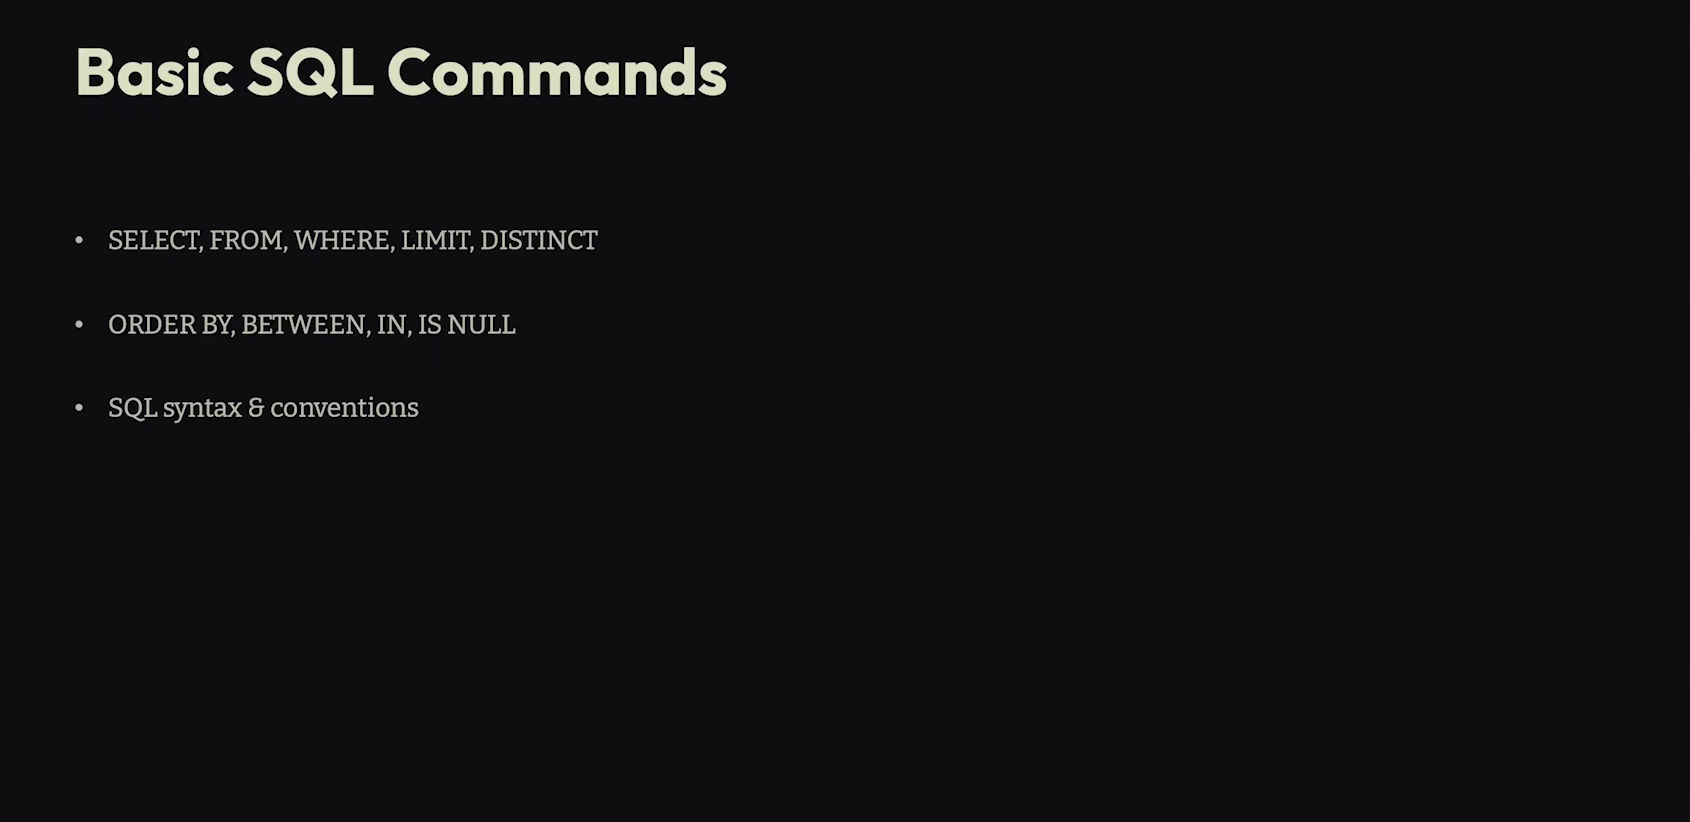 Basic SQL Commands
• SELECT, FROM, WHERE, LIMIT, DISTINCT
• ORDER BY, BETWEEN, IN, IS NULL
• SQL syntax & conventions